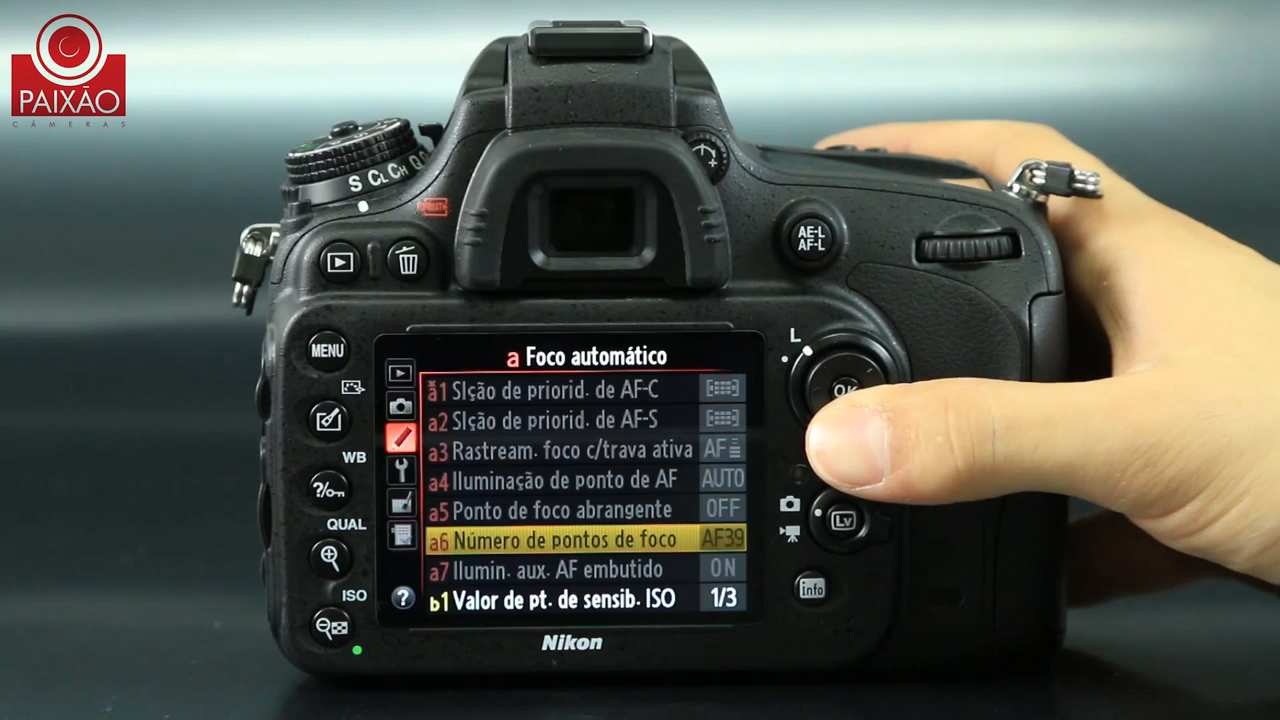 PAIXÃO
CÂMERAS
S CL CH Q
AE-L
AF-L
MENU
WB
QUAL
ISO
L
OK
Lv
info
a Foco automático
a1 Slção de priorid. de AF-C
a2 Slção de priorid. de AF-S
a3 Rastream. foco c/trava ativa AF
a4 Iluminação de ponto de AF AUTO
a5 Ponto de foco abrangente OFF
a6 Número de pontos de foco AF39
a7 Ilumin. aux. AF embutido ON
b1 Valor de pt. de sensib. ISO 1/3
Nikon